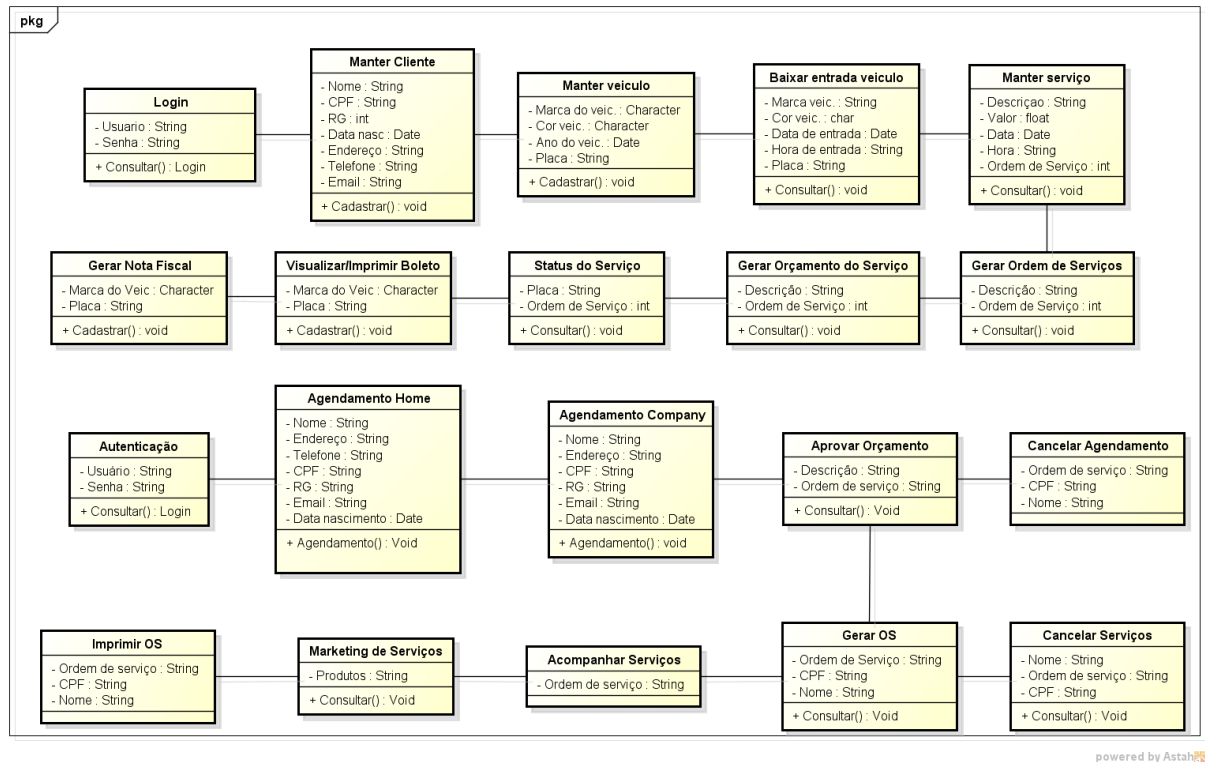 pkg
Login
- Usuario : String
- Senha : String
+ Consultar() : Login
Manter Cliente
- Nome : String
- CPF : String
- RG : int
- Data nasc : Date
- Endereço : String
- Telefone : String
- Email : String
+ Cadastrar() : void
Manter veiculo
- Marca do veic. : Character
- Cor veic. : Character
- Ano do veic. : Date
- Placa : String
+ Cadastrar() : void
Baixar entrada veiculo
- Marca veic. : String
- Cor veic. : char
- Data de entrada : Date
- Hora de entrada : String
- Placa : String
+ Consultar() : void
Manter serviço
- Descriçao : String
- Valor : float
- Data : Date
- Hora : String
- Ordem de Serviço : int
+ Consultar() : void
Gerar Nota Fiscal
- Marca do Veic : Character
- Placa : String
+ Cadastrar() : void
Visualizar/Imprimir Boleto
- Marca do Veic : Character
- Placa : String
+ Cadastrar() : void
Status do Serviço
- Placa : String
- Ordem de Serviço : int
+ Consultar() : void
Gerar Orçamento do Serviço
- Descrição : String
- Ordem de Serviço : int
+ Consultar() : void
Gerar Ordem de Serviços
- Descrição : String
- Ordem de Serviço : int
+ Consultar() : void
Autenticação
- Usuário : String
- Senha : String
+ Consultar() : Login
Agendamento Home
- Nome : String
- Endereço : String
- Telefone : String
- CPF : String
- RG : String
- Email : String
- Data nascimento : Date
+ Agendamento() : Void
Agendamento Company
- Nome : String
- Endereço : String
- CPF : String
- RG : String
- Email : String
- Data nascimento : Date
+ Agendamento() : void
Aprovar Orçamento
- Descrição : String
- Ordem de serviço : String
+ Consultar() : Void
Cancelar Agendamento
- Ordem de serviço : String
- CPF : String
- Nome : String
Imprimir OS
- Ordem de serviço : String
- CPF : String
- Nome : String
Marketing de Serviços
- Produtos : String
+ Consultar() : Void
Acompanhar Serviços
- Ordem de serviço : String
Gerar OS
- Ordem de Serviço : String
- CPF : String
- Nome : String
+ Consultar() : Void
Cancelar Serviços
- Nome : String
- Ordem de serviço : String
- CPF : String
+ Consultar() : Void
powered by Astah